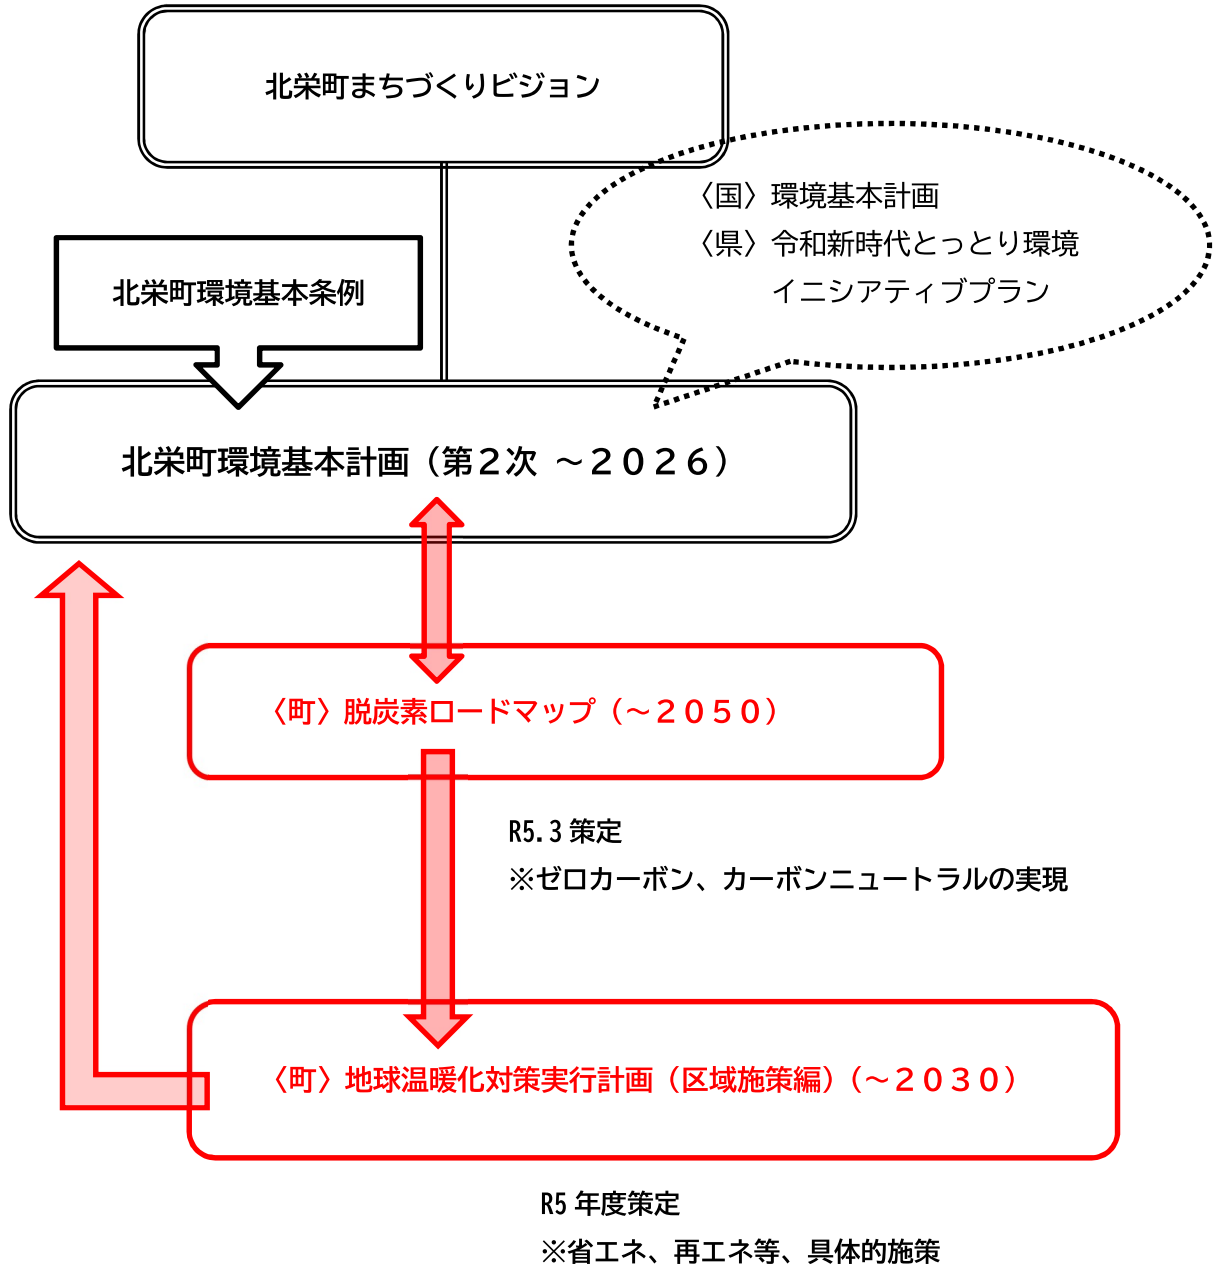 北栄町まちづくりビジョン
〈国〉環境基本計画
〈県〉令和新時代とっとり環境
イニシアティブプラン
北栄町環境基本条例
北栄町環境基本計画（第２次 ～２０２６）
〈町〉脱炭素ロードマップ（～２０５０）
R5.3 策定
※ゼロカーボン、カーボンニュートラルの実現
〈町〉地球温暖化対策実行計画（区域施策編）（～２０３０）
R5 年度策定
※省エネ、再エネ等、具体的施策